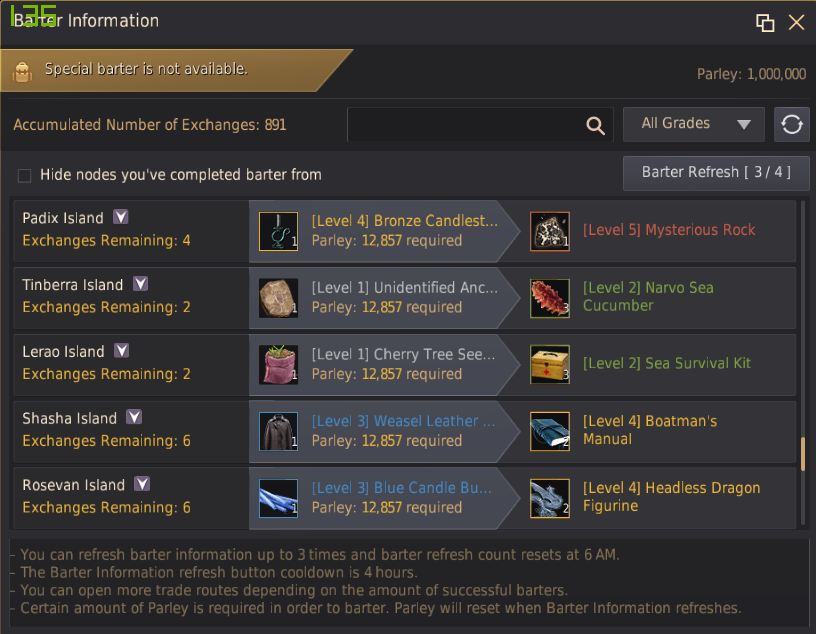 135
Barter Information
Special barter is not available.
Parley: 1,000,000
Accumulated Number of Exchanges: 891
All Grades
Hide nodes you've completed barter from
Barter Refresh [ 3 / 4 ]
Padix Island
Exchanges Remaining: 4
1
[Level 4] Bronze Candlest...
Parley: 12,857 required
1
[Level 5] Mysterious Rock
Tinberra Island
Exchanges Remaining: 2
1
[Level 1] Unidentified Anc...
Parley: 12,857 required
3
[Level 2] Narvo Sea
Cucumber
Lerao Island
Exchanges Remaining: 2
1
[Level 1] Cherry Tree See...
Parley: 12,857 required
3
[Level 2] Sea Survival Kit
Shasha Island
Exchanges Remaining: 6
1
[Level 3] Weasel Leather ...
Parley: 12,857 required
2
[Level 4] Boatman's
Manual
Rosevan Island
Exchanges Remaining: 6
1
[Level 3] Blue Candle Bu...
Parley: 12,857 required
2
[Level 4] Headless Dragon
Figurine
- You can refresh barter information up to 3 times and barter refresh count resets at 6 AM.
- The Barter Information refresh button cooldown is 4 hours.
- You can open more trade routes depending on the amount of successful barters.
- Certain amount of Parley is required in order to barter. Parley will reset when Barter Information refreshes.